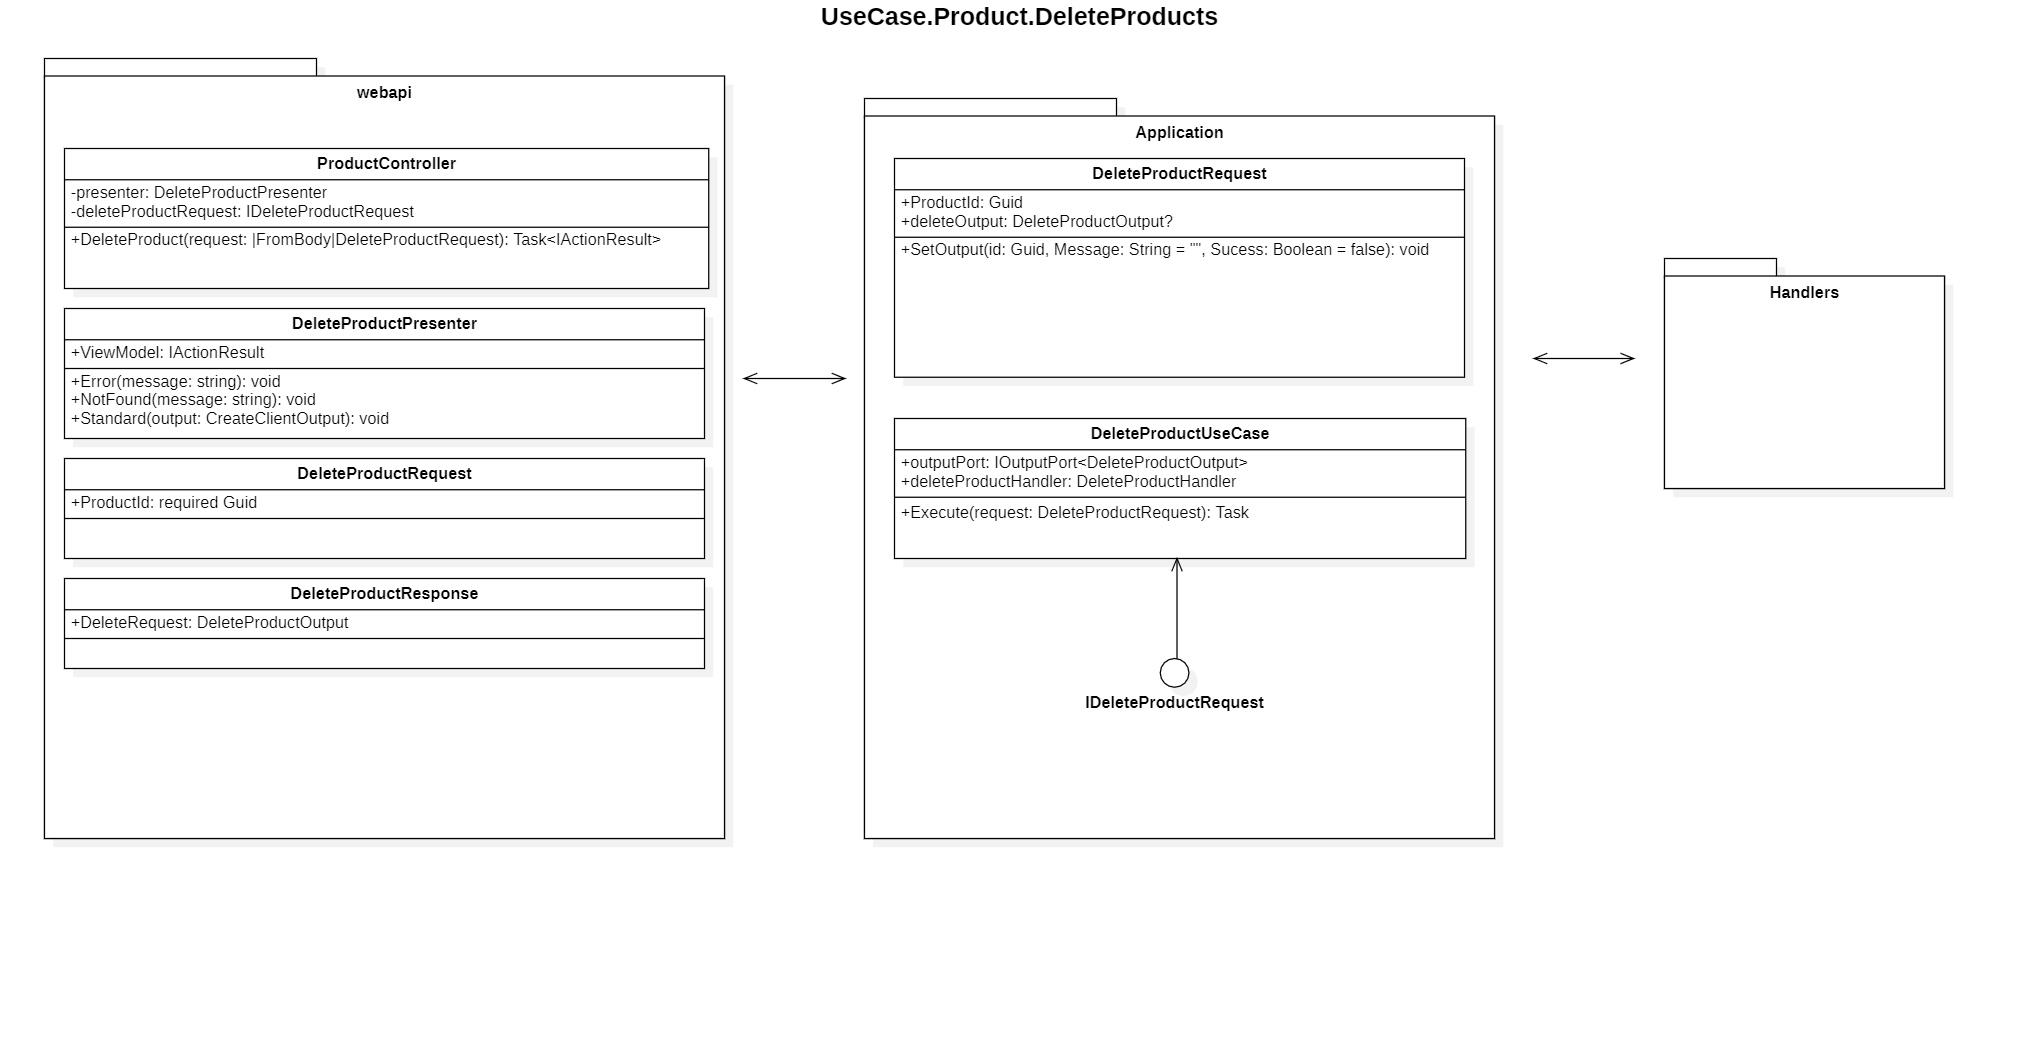 UseCase.Product.DeleteProducts
webapi
ProductController
-presenter: DeleteProductPresenter
-deleteProductRequest: IDeleteProductRequest
+DeleteProduct(request: |FromBody|DeleteProductRequest): Task<IActionResult>
DeleteProductPresenter
+ViewModel: IActionResult
+Error(message: string): void
+NotFound(message: string): void
+Standard(output: CreateClientOutput): void
DeleteProductRequest
+ProductId: required Guid
DeleteProductResponse
+DeleteRequest: DeleteProductOutput
Application
DeleteProductRequest
+ProductId: Guid
+deleteOutput: DeleteProductOutput?
+SetOutput(id: Guid, Message: String = "", Sucess: Boolean = false): void
DeleteProductUseCase
+outputPort: IOutputPort<DeleteProductOutput>
+deleteProductHandler: DeleteProductHandler
+Execute(request: DeleteProductRequest): Task
IDeleteProductRequest
Handlers